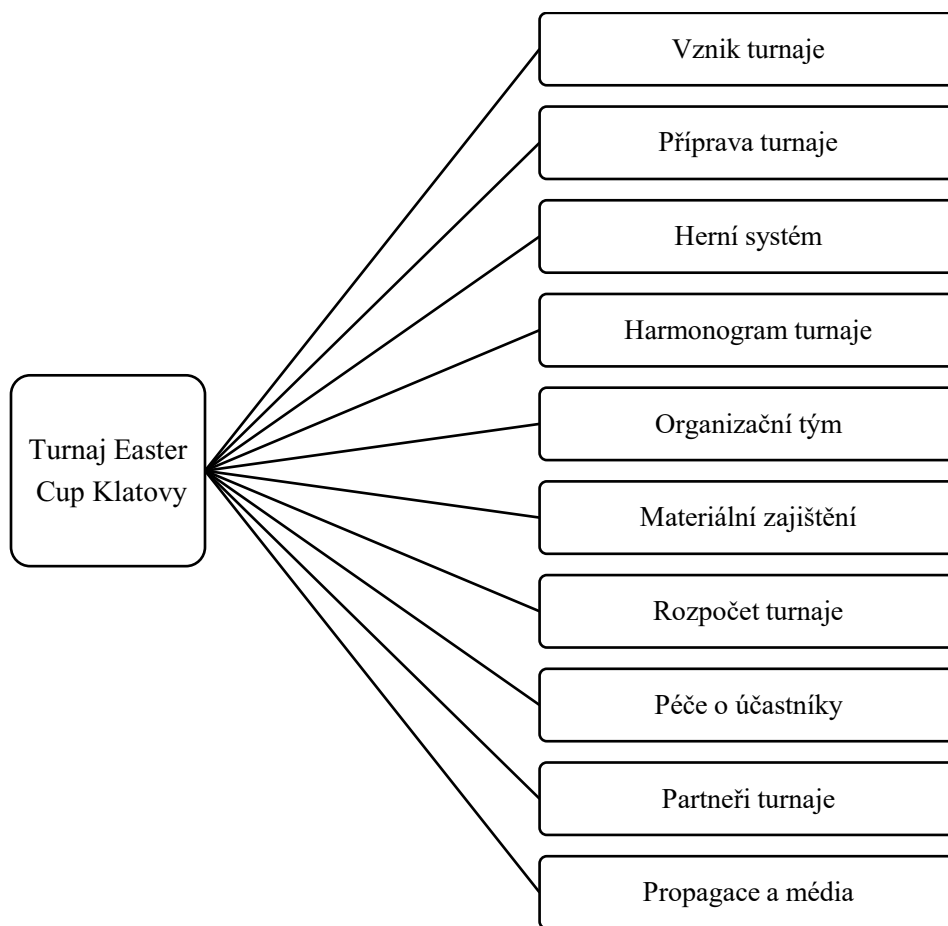 Vznik turnaje
Příprava turnaje
Herní systém
Harmonogram turnaje
Organizační tým
Turnaj Easter
Cup Klatovy
Materiální zajištění
Rozpočet turnaje
Péče o účastníky
Partneři turnaje
Propagace a média